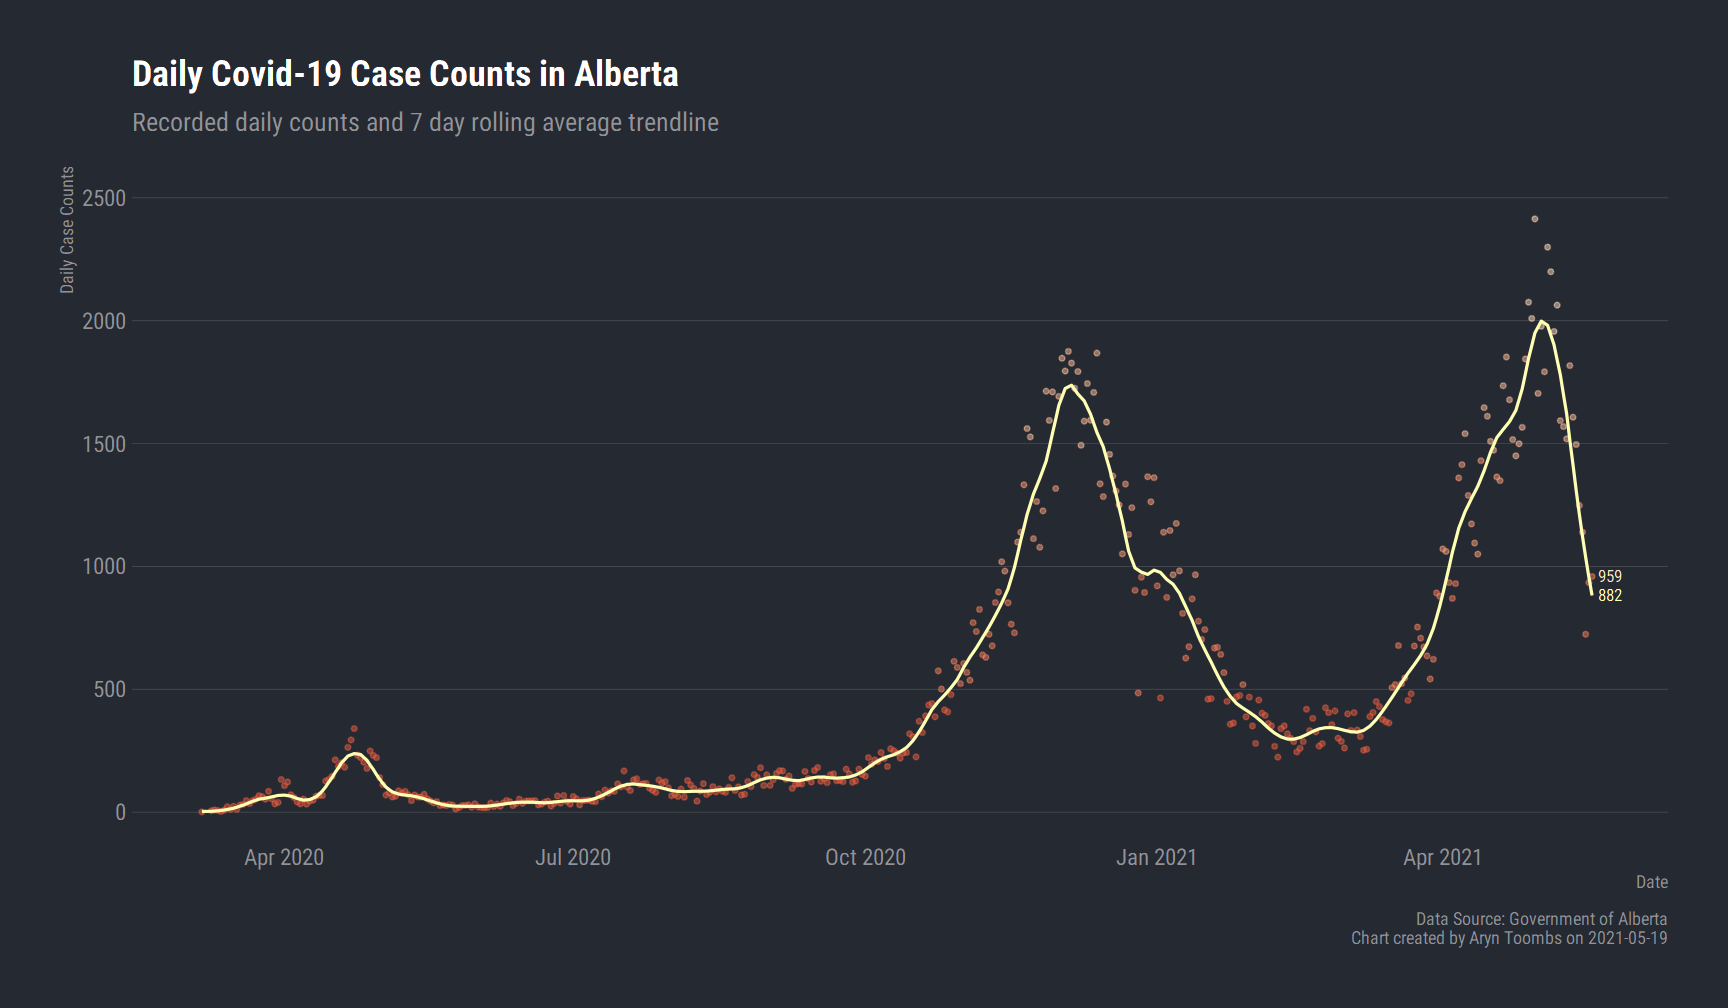 Daily Covid-19 Case Counts in Alberta
Recorded daily counts and 7 day rolling average trendline
Daily Case Counts
2500
2000
1500
1000
500
0
959
882
Apr 2020
Jul 2020
Oct 2020
Jan 2021
Apr 2021
Date
Data Source: Government of Alberta
Chart created by Aryn Toombs on 2021-05-19